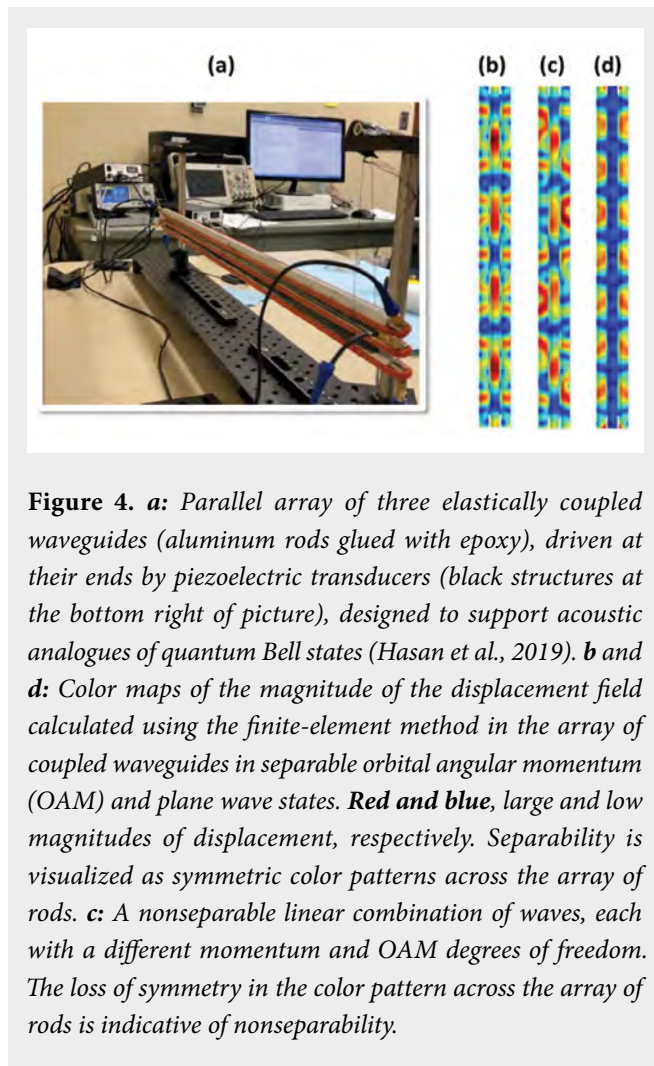 (a)
(b) (c) (d)
Figure 4. a: Parallel array of three elastically coupled
waveguides (aluminum rods glued with epoxy), driven at
their ends by piezoelectric transducers (black structures at
the bottom right of picture), designed to support acoustic
analogues of quantum Bell states (Hasan et al., 2019). b and
d: Color maps of the magnitude of the displacement field
calculated using the finite-element method in the array of
coupled waveguides in separable orbital angular momentum
(OAM) and plane wave states. Red and blue, large and low
magnitudes of displacement, respectively. Separability is
visualized as symmetric color patterns across the array of
rods. c: A nonseparable linear combination of waves, each
with a different momentum and OAM degrees of freedom.
The loss of symmetry in the color pattern across the array of
rods is indicative of nonseparability.